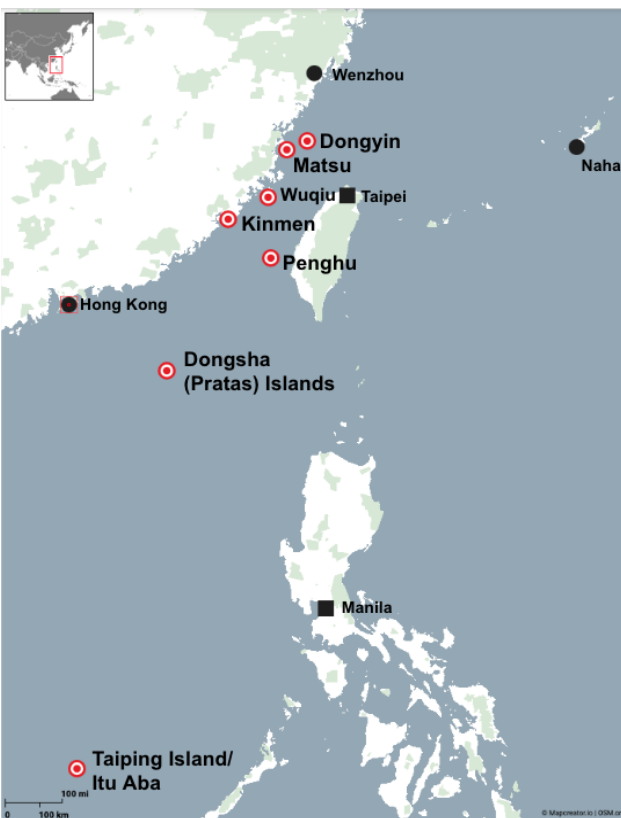 Wenzhou
Dongyin
Matsu
Naha
Wuqiu
Taipei
Kinmen
Penghu
Hong Kong
Dongsha
(Pratas) Islands
Manila
Taiping Island/
Itu Aba
100 mi
0
100 km
© Mapcreator.io | OSM.or